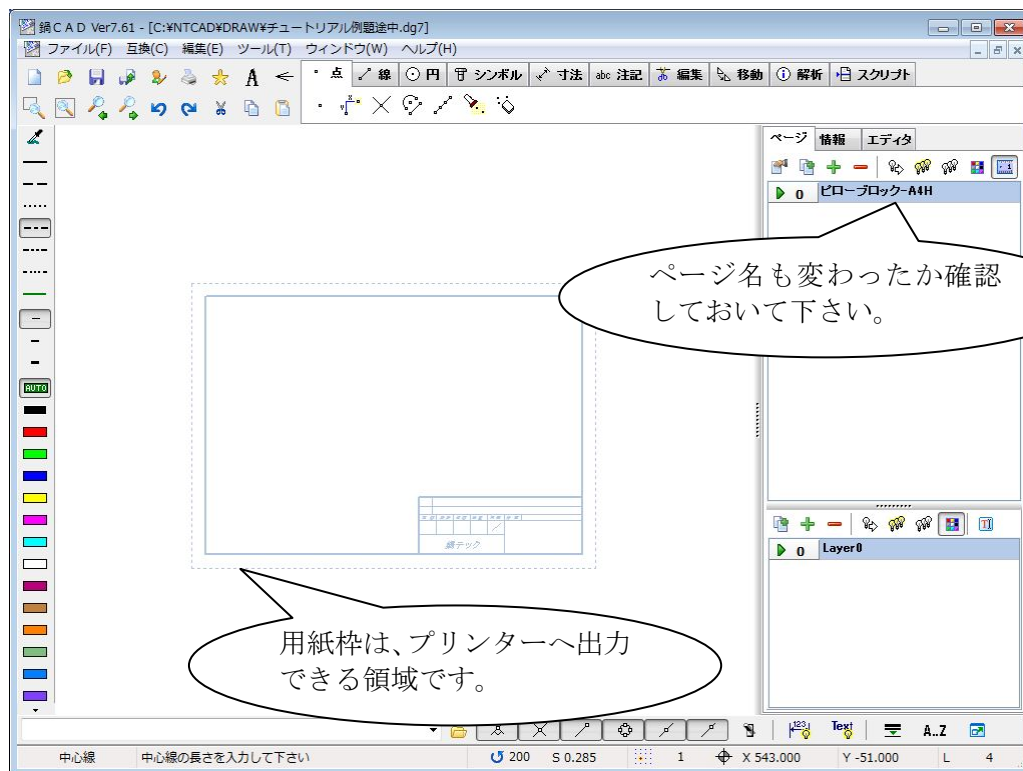 鍋CAD Ver7.61 - [C:¥NTCAD¥DRAW¥チュートリアル例題途中.dg7]
ファイル(F) 互換(C) 編集(E) ツール(T) ウィンドウ(W) ヘルプ(H)
点 線 円 シンボル 寸法 abc 注記 編集 移動 解析 スクリプト
ページ 情報 エディタ
0 ピローブロック-A4H
ページ名も変わったか確認
しておいて下さい。
AUTO
鍋テック
0 Layer0
用紙枠は、プリンターへ出力
できる領域です。
123 Text A..Z
中心線 中心線の長さを入力して下さい 200 S 0.285 1 X 543.000 Y -51.000 L 4